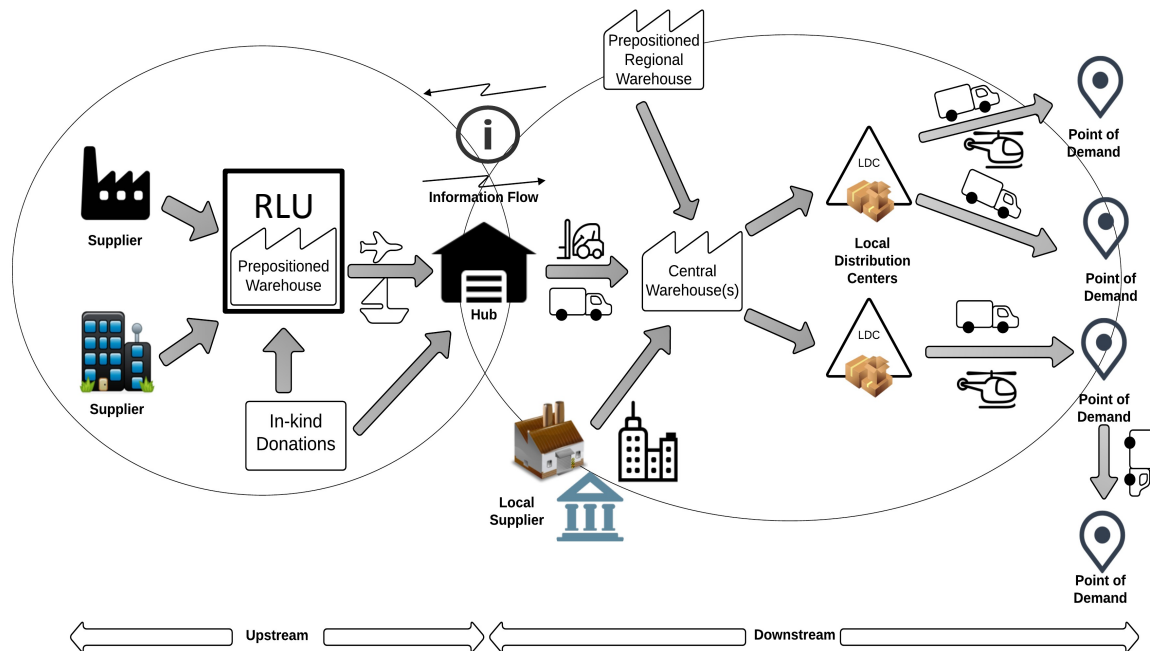 Prepositioned
Regional
Warehouse
i
Information Flow
Supplier
RLU
Prepositioned
Warehouse
Hub
Central
Warehouse(s)
LDC
Local
Distribution
Centers
Point of
Demand
Point of
Demand
Supplier
In-kind
Donations
LDC
Local
Supplier
Point of
Demand
Point of
Demand
Upstream
Downstream